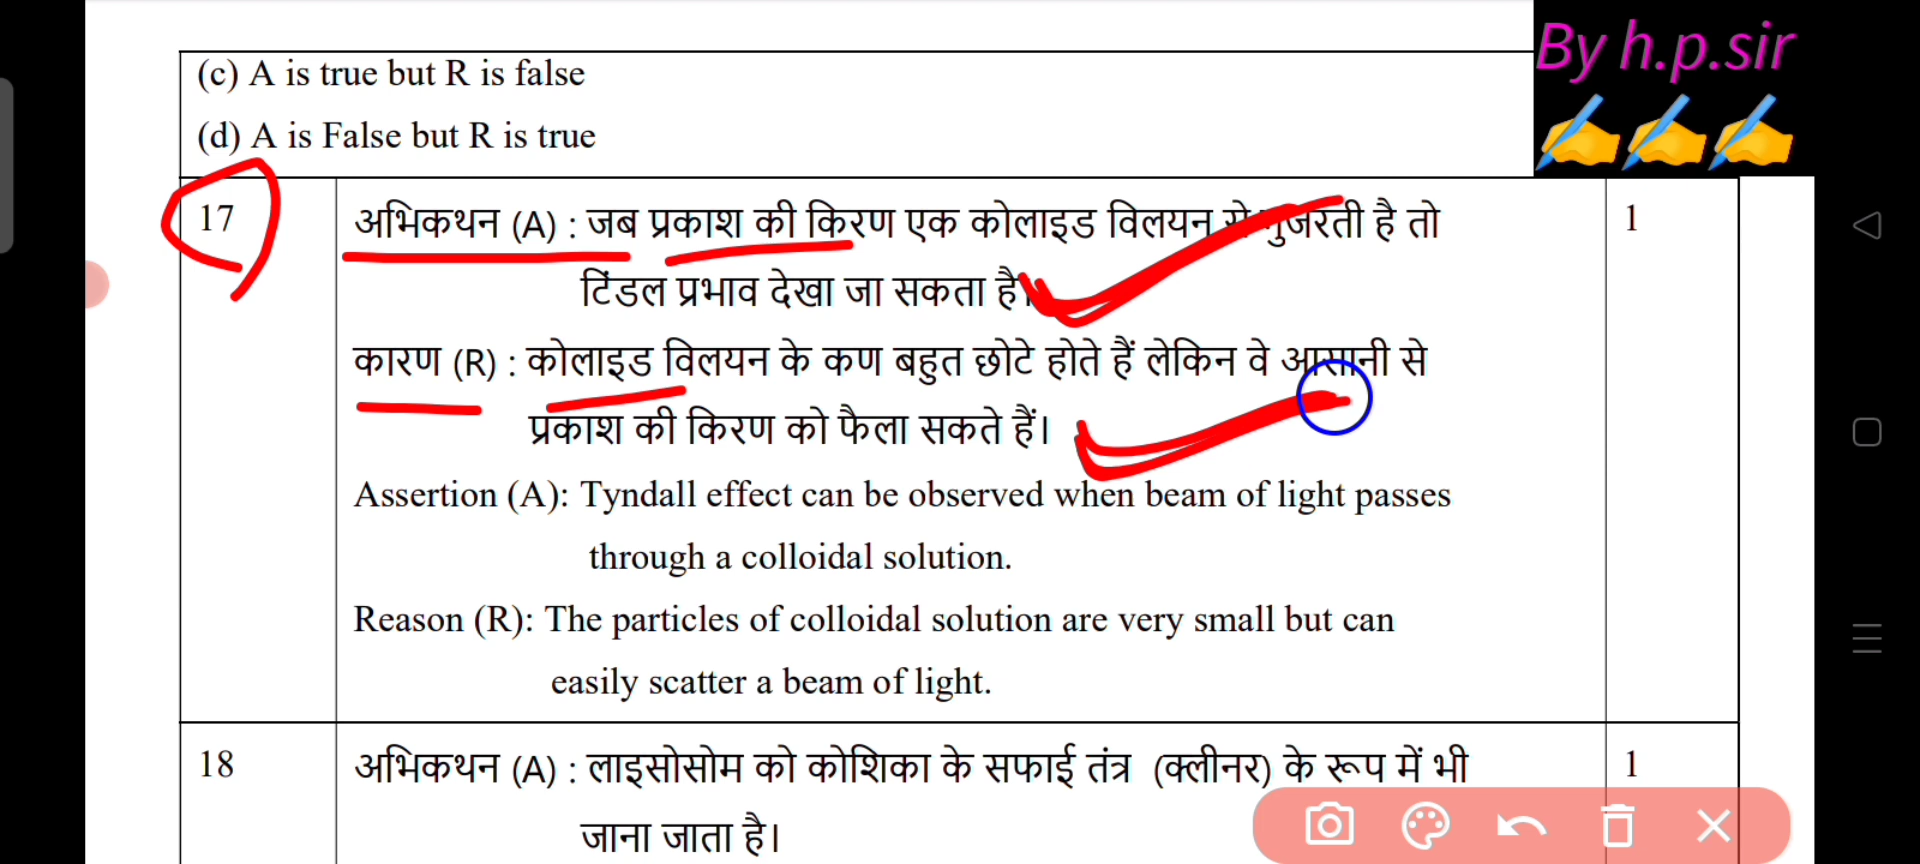 By h.p.sir
(c) A is true but R is false
(d) A is False but R is true
17
अभिकथन (A) : जब प्रकाश की किरण एक कोलाइड विलयन से गुजरती है तो
1
टिंडल प्रभाव देखा जा सकता है।
कारण (R) : कोलाइड विलयन के कण बहुत छोटे होते हैं लेकिन वे आसानी से
प्रकाश की किरण को फैला सकते हैं।
Assertion (A): Tyndall effect can be observed when beam of light passes
through a colloidal solution.
Reason (R): The particles of colloidal solution are very small but can
easily scatter a beam of light.
18
अभिकथन (A) : लाइसोसोम को कोशिका के सफाई तंत्र (क्लीनर) के रूप में भी
1
जाना जाता है।